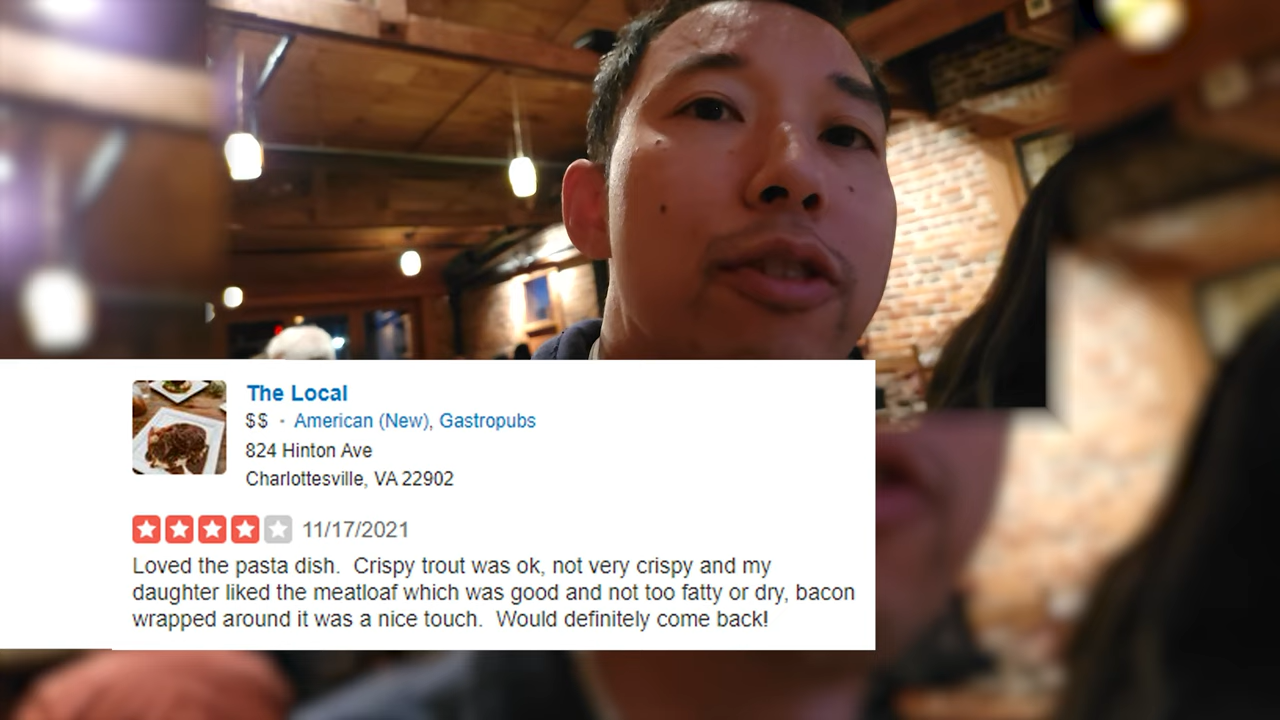 The Local
$$ · American (New), Gastropubs
824 Hinton Ave
Charlottesville, VA 22902
11/17/2021
Loved the pasta dish.  Crispy trout was ok, not very crispy and my
daughter liked the meatloaf which was good and not too fatty or dry, bacon
wrapped around it was a nice touch.  Would definitely come back!